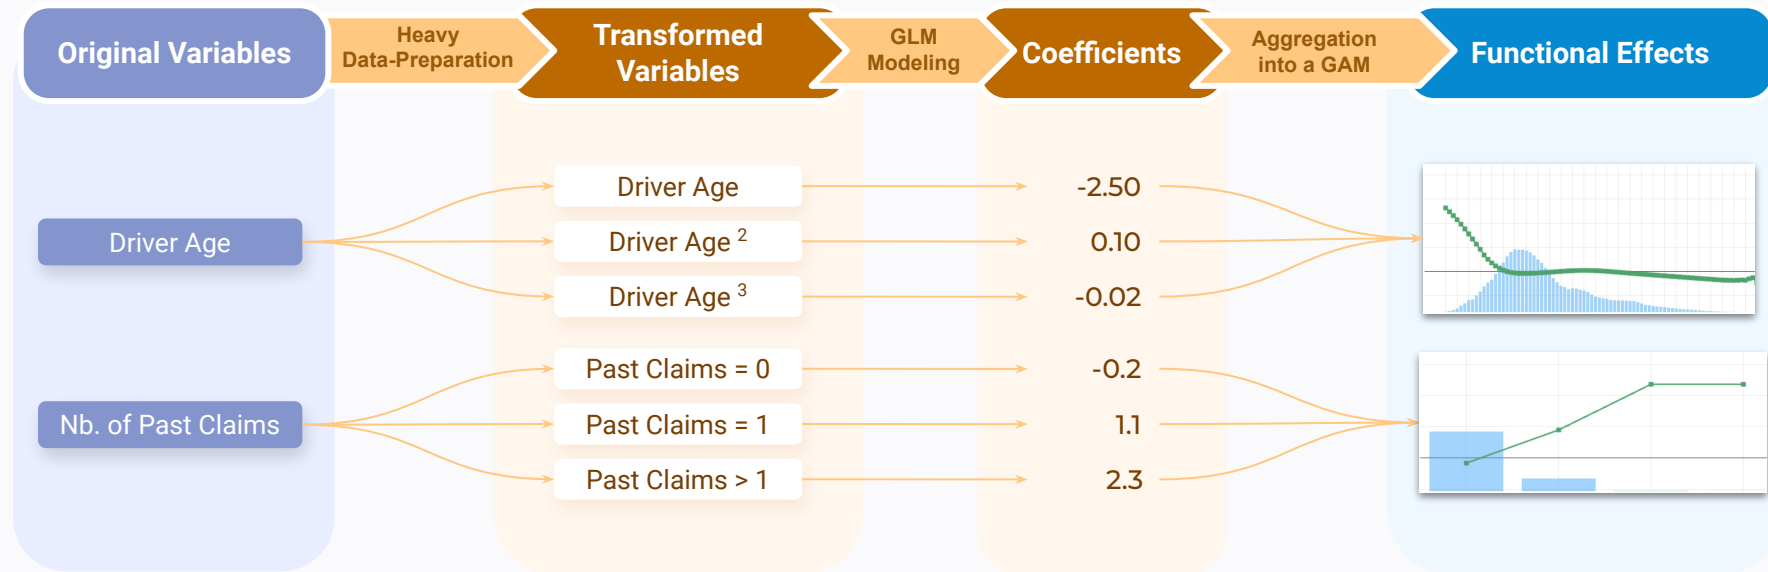 Original Variables
Heavy
Data-Preparation
Transformed
Variables
GLM
Modeling
Coefficients
Aggregation
into a GAM
Functional Effects
Driver Age
Driver Age
-2.50
Driver Age ²
0.10
Driver Age ³
-0.02
Nb. of Past Claims
Past Claims = 0
-0.2
Past Claims = 1
1.1
Past Claims > 1
2.3